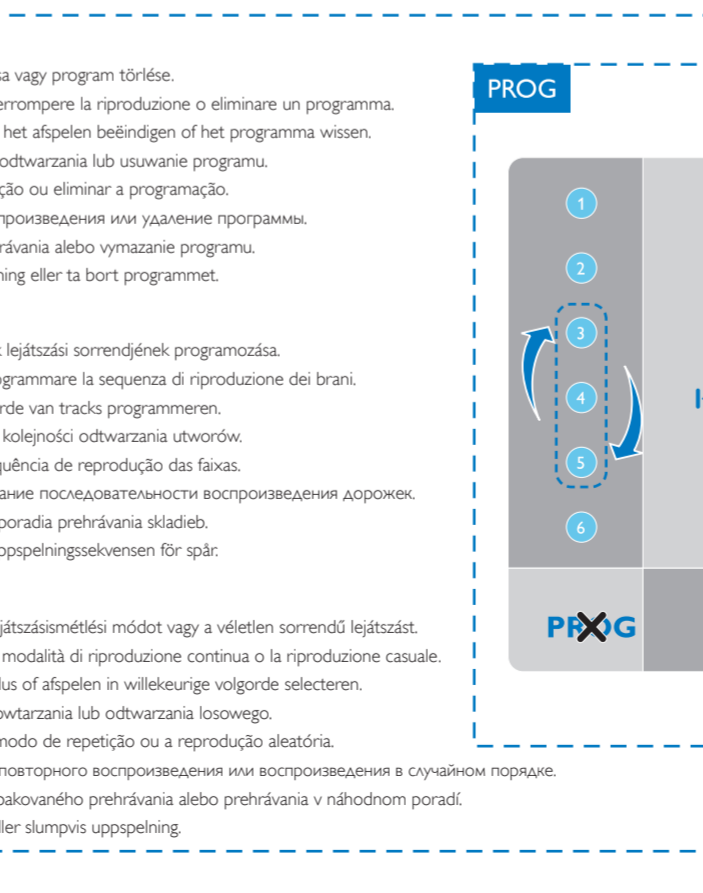 sa vagy program törlése.
errompere la riproduzione o eliminare un programma.
het afspelen beëindigen of het programma wissen.
odtwarzania lub usuwanie programu.
ção ou eliminar a programação.
произведения или удаление программы.
rávania alebo vymazanie programu.
ning eller ta bort programmet.
lejátszási sorrendjének programozása.
ogrammare la sequenza di riproduzione dei brani.
rde van tracks programmeren.
kolejności odtwarzania utworów.
quência de reprodução das faixas.
ание последовательности воспроизведения дорожек.
poradia prehrávania skladieb.
ppspelningssekvensen för spår.
játszásismétlési módot vagy a véletlen sorrendű lejátszást.
modalità di riproduzione continua o la riproduzione casuale.
dus of afspelen in willekeurige volgorde selecteren.
owtarzania lub odtwarzania losowego.
modo de repetição ou a reprodução aleatória.
повторного воспроизведения или воспроизведения в случайном порядке.
pakovaného prehrávania alebo prehrávania v náhodnom poradí.
ller slumpvis uppspelning.
PROG
1
2
3
4
5
6
PROG